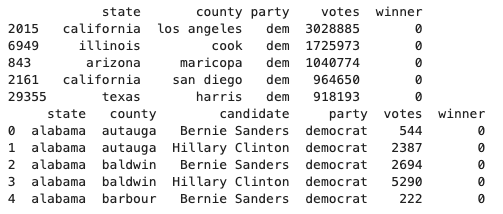 state county party votes winner
2015 california los angeles dem 3028885 0
6949 illinois cook dem 1725973 0
843 arizona maricopa dem 1040774 0
2161 california san diego dem 964650 0
29355 texas harris dem 918193 0
state county candidate party votes winner
0 alabama autauga Bernie Sanders democrat 544 0
1 alabama autauga Hillary Clinton democrat 2387 0
2 alabama baldwin Bernie Sanders democrat 2694 0
3 alabama baldwin Hillary Clinton democrat 5290 0
4 alabama barbour Bernie Sanders democrat 222 0